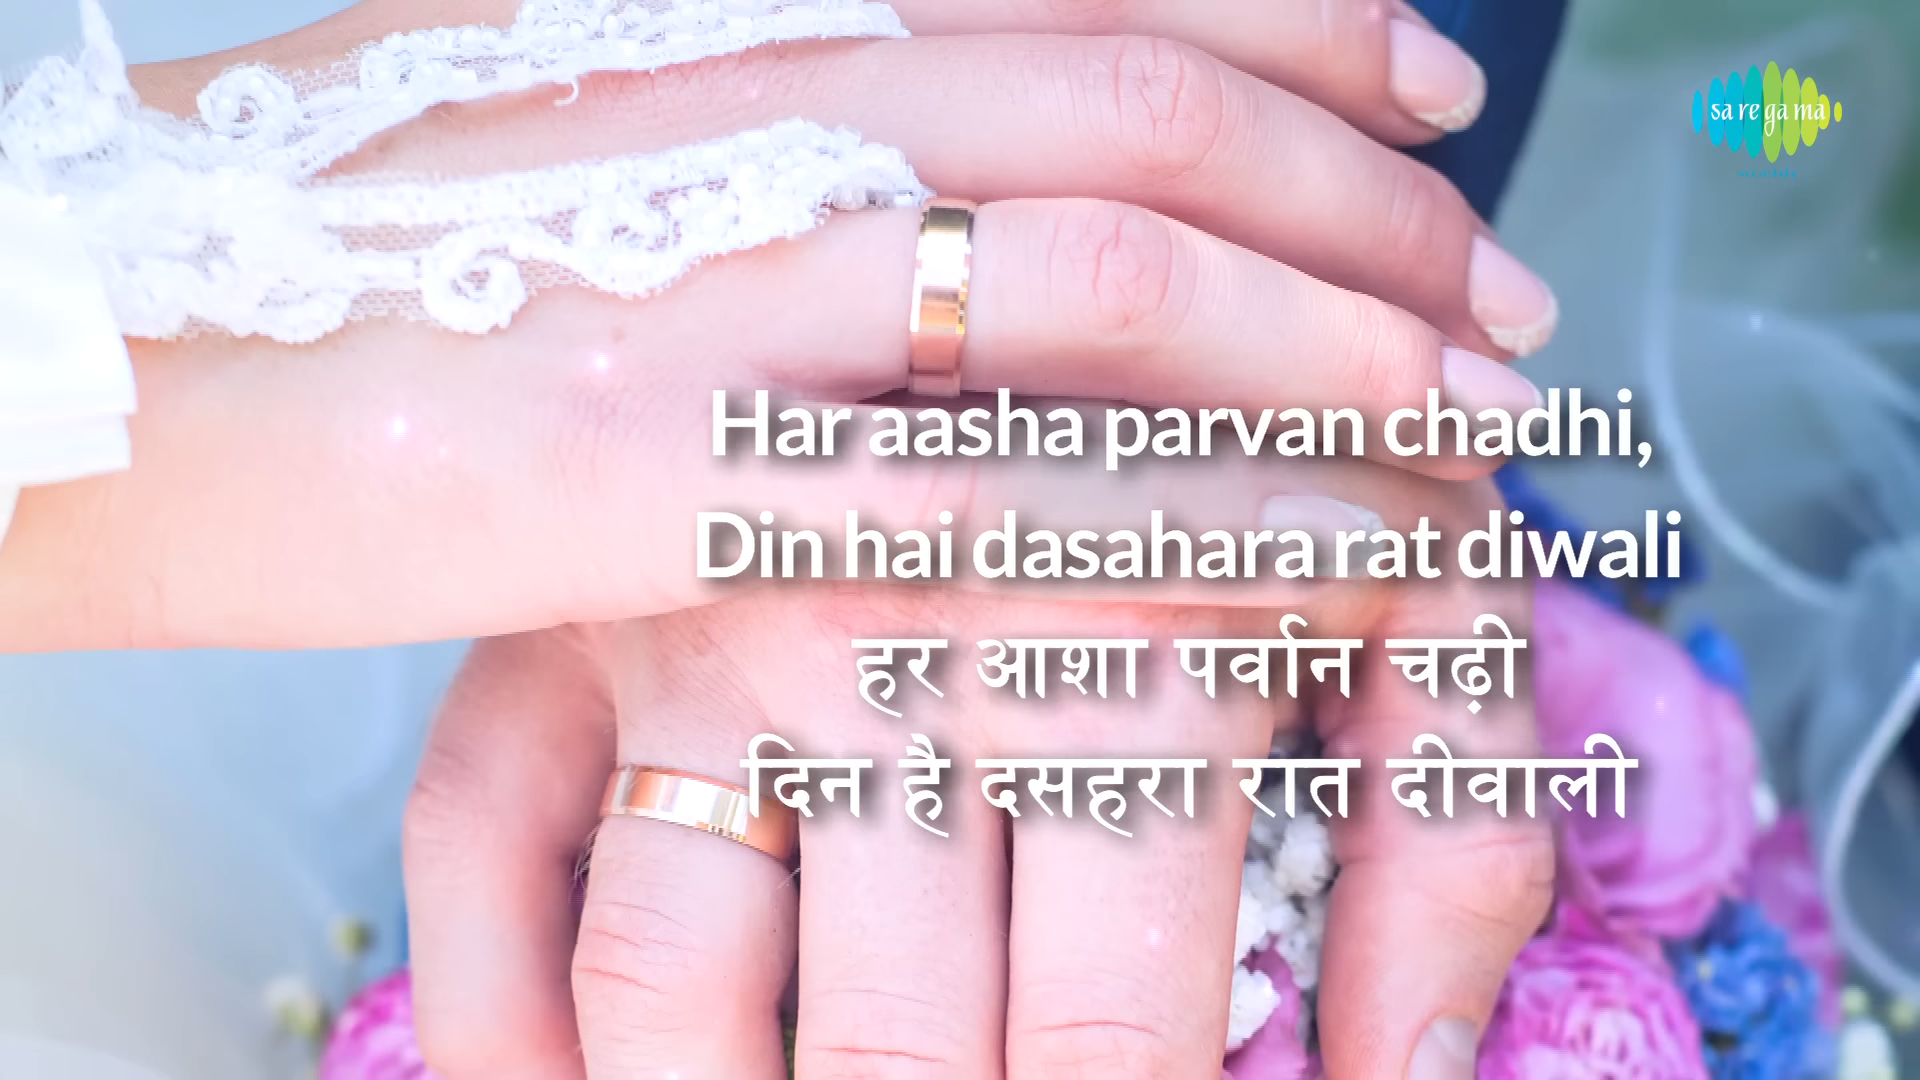 sa re ga ma
Har aasha parvan chadhi,
Din hai dasahara rat diwali
हर आशा पर्वान चढ़ी
दिन है दसहरा रात दीवाली